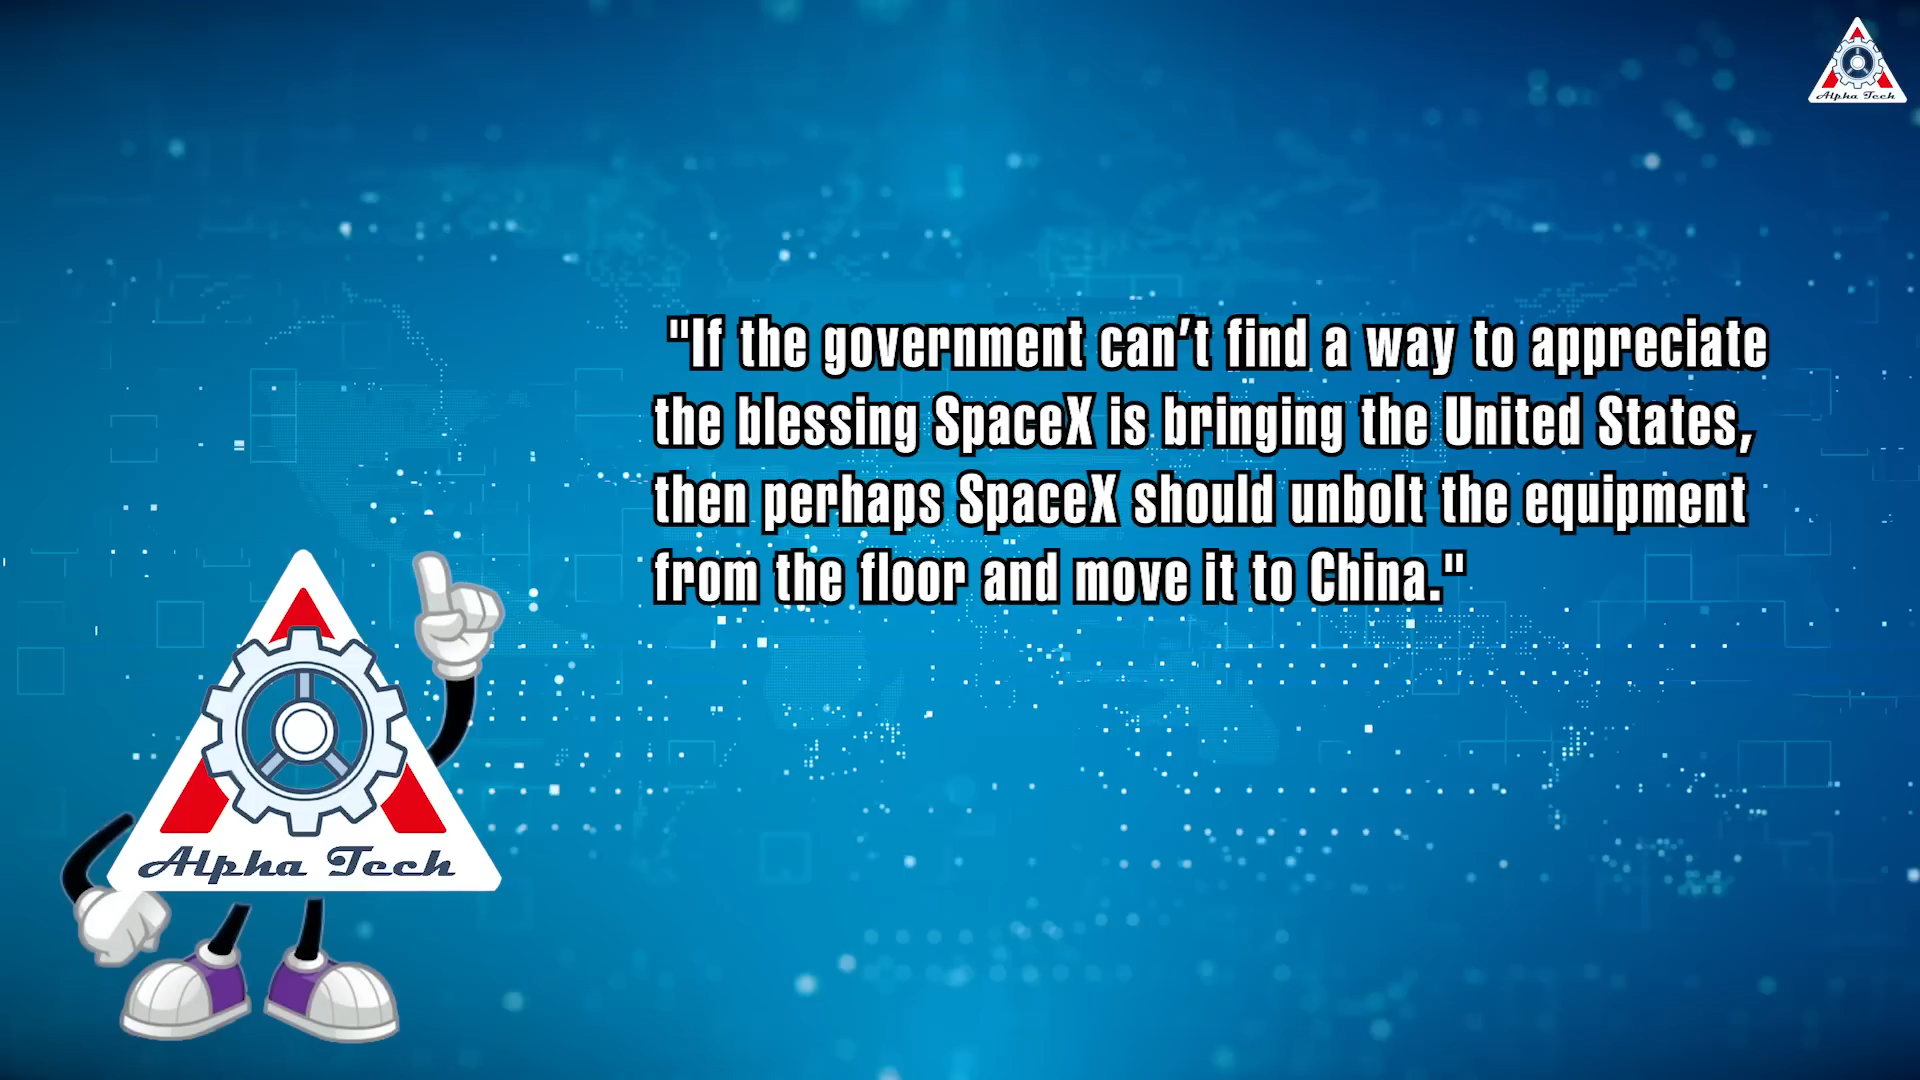 Alpha Tech
"If the government can’t find a way to appreciate
the blessing SpaceX is bringing the United States,
then perhaps SpaceX should unbolt the equipment
from the floor and move it to China."
Alpha Tech